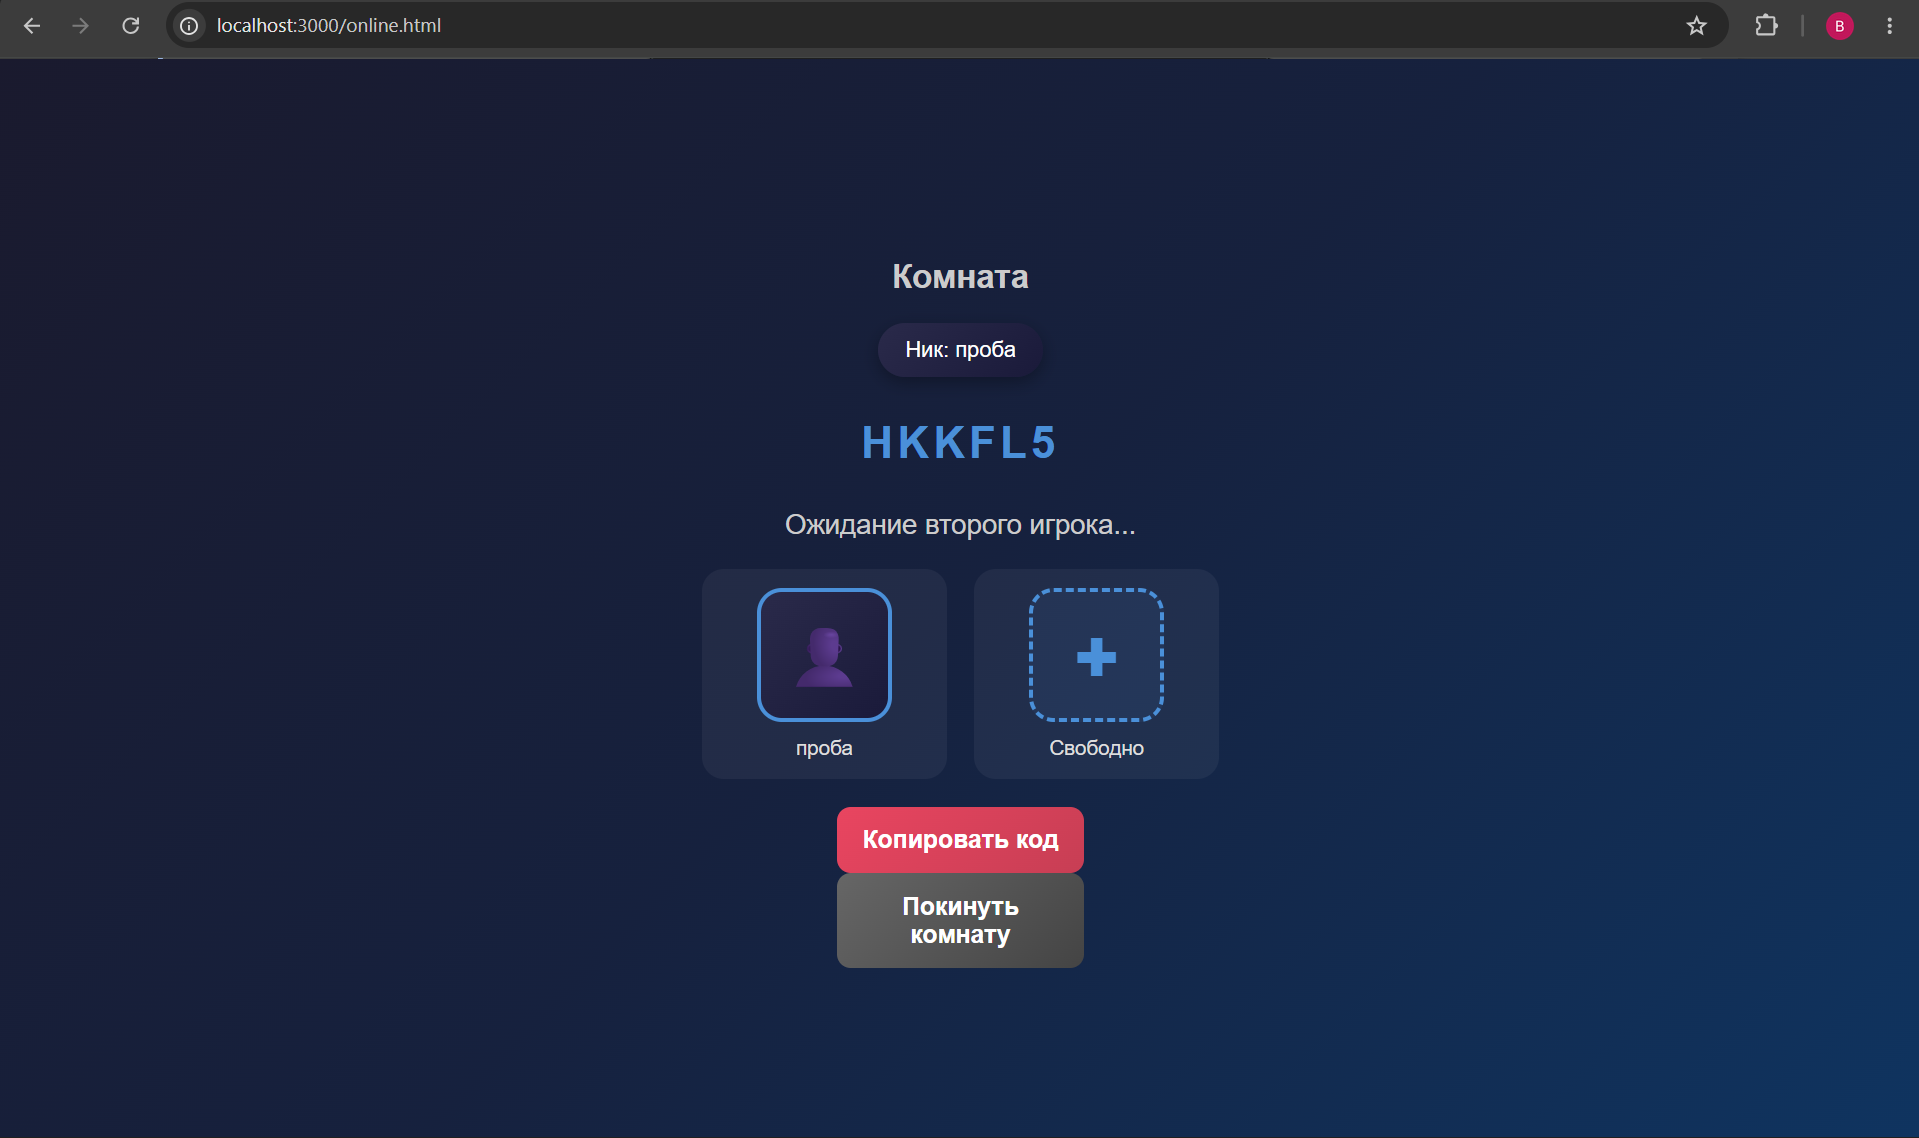 localhost:3000/online.html
B
Комната
Ник: проба
HKKFL5
Ожидание второго игрока...
проба
Свободно
Копировать код
Покинуть
комнату